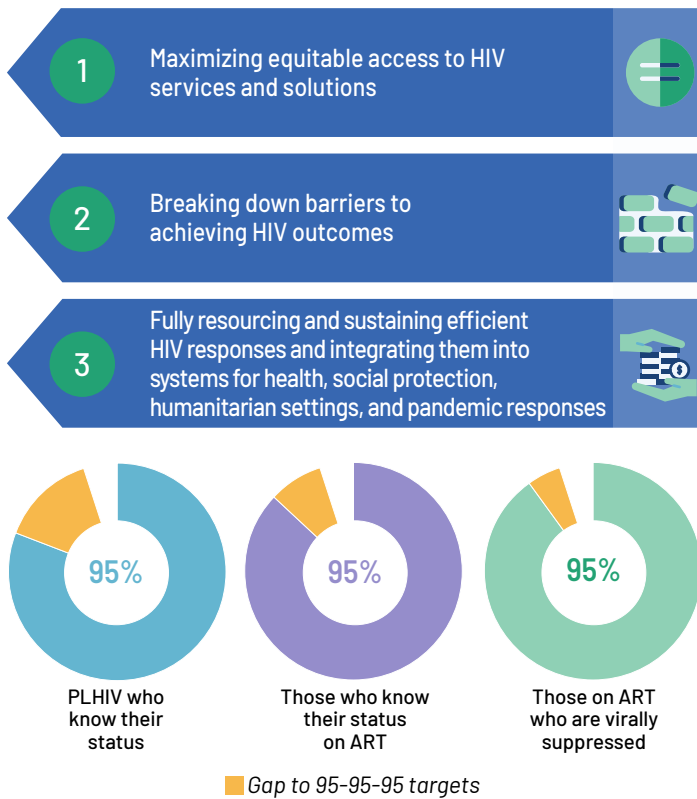 1
Maximizing equitable access to HIV
services and solutions
2
Breaking down barriers to
achieving HIV outcomes
3
Fully resourcing and sustaining efficient
HIV responses and integrating them into
systems for health, social protection,
humanitarian settings, and pandemic responses
$
95%
95%
95%
PLHIV who
know their
status
Those who know
their status
on ART
Those on ART
who are virally
suppressed
Gap to 95-95-95 targets